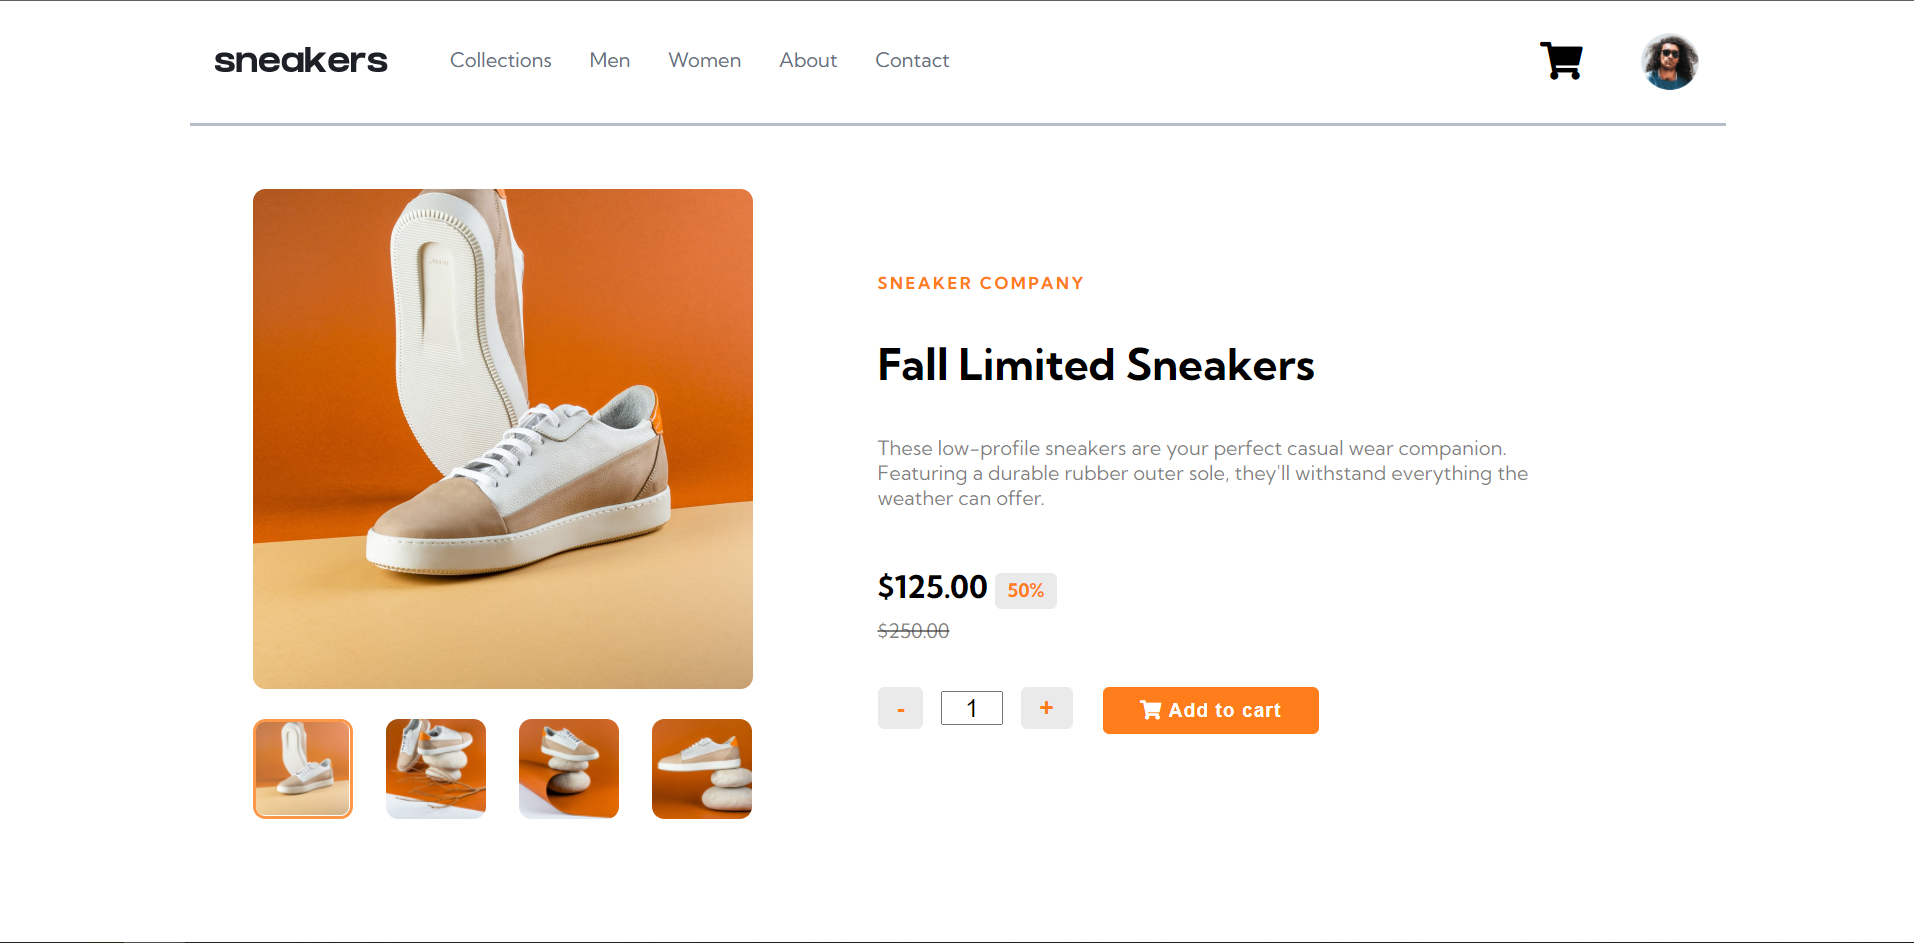 sneakers
Collections Men Women About Contact
SNEAKER COMPANY
Fall Limited Sneakers
These low-profile sneakers are your perfect casual wear companion.
Featuring a durable rubber outer sole, they'll withstand everything the
weather can offer.
$125.00 50%
$250.00
- 1 + Add to cart